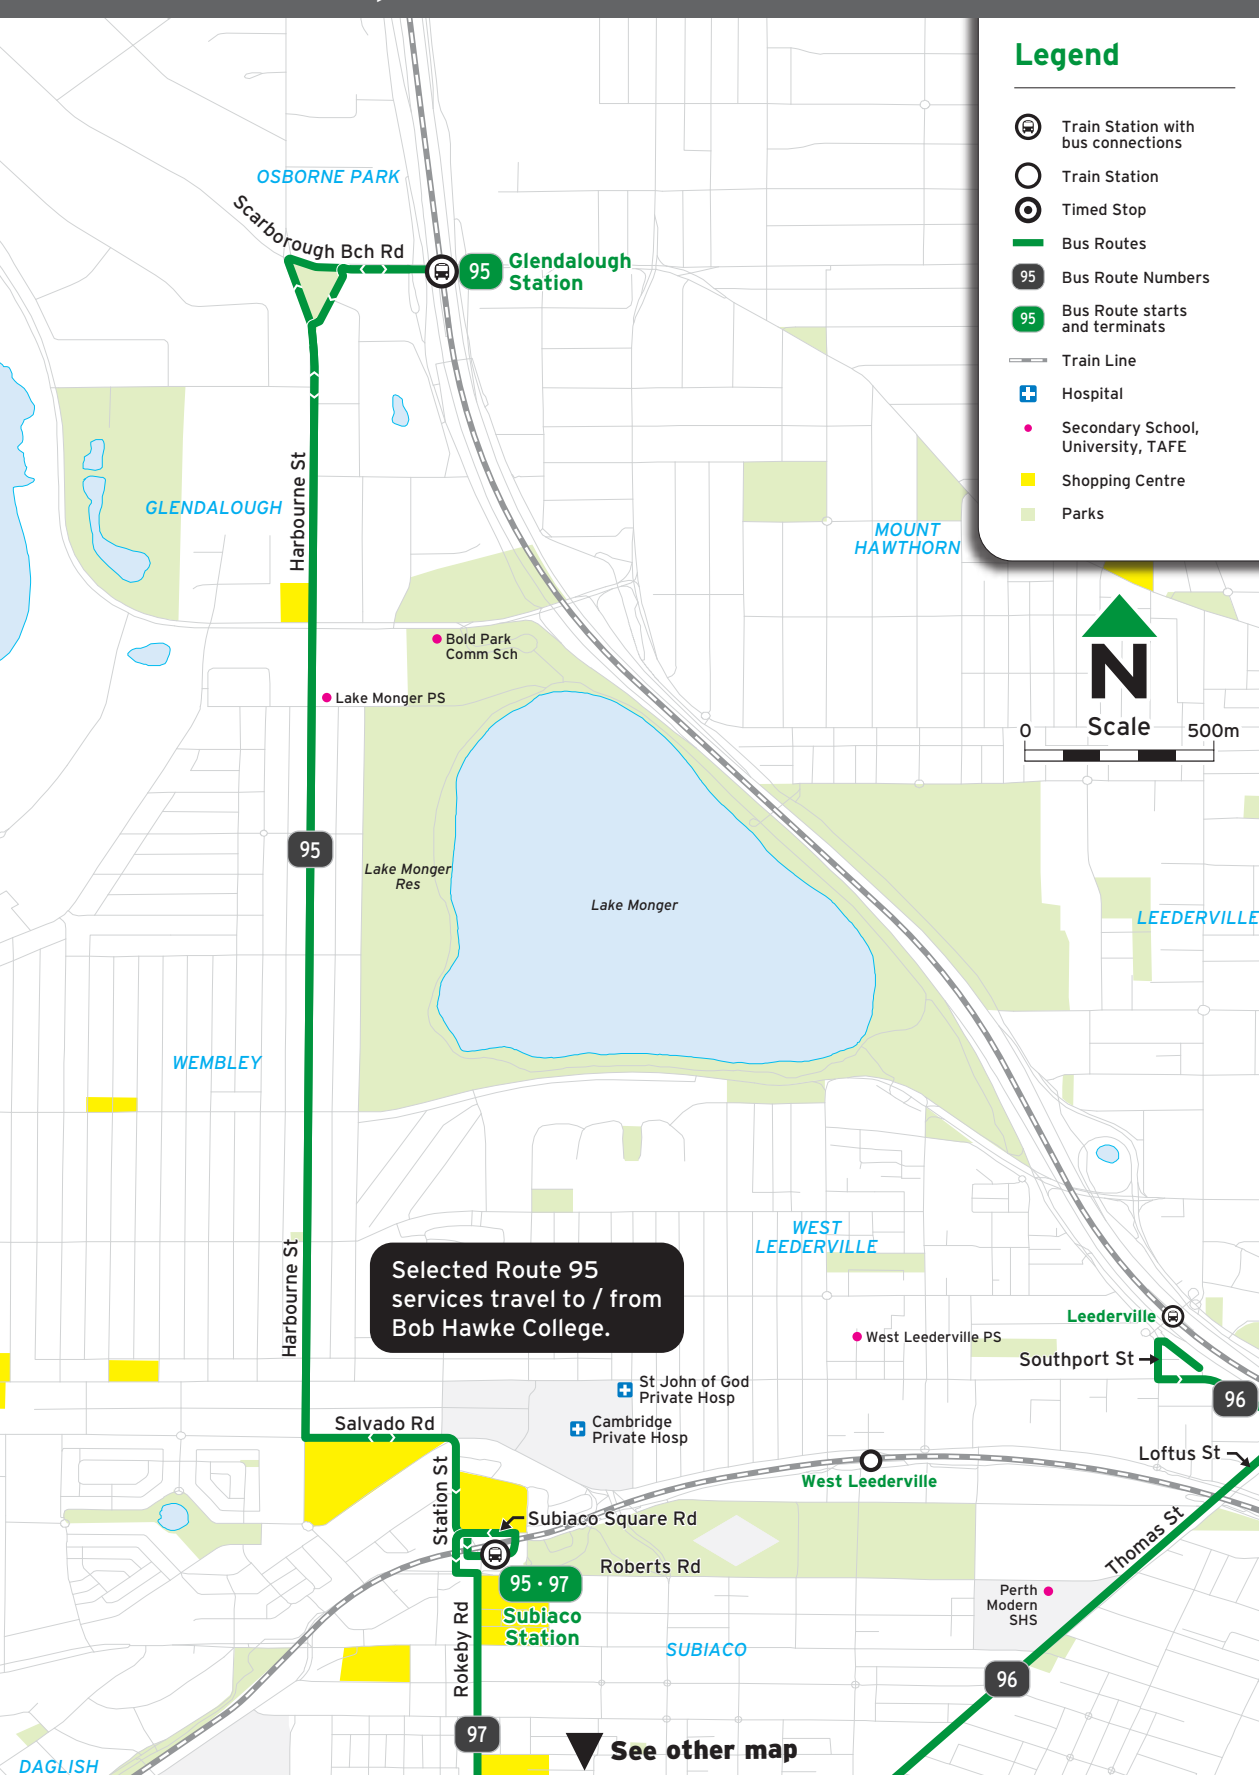 Legend
Train Station with
bus connections
Train Station
Timed Stop
Bus Routes
95
Bus Route Numbers
95
Bus Route starts
and terminats
Train Line
Hospital
Secondary School,
University, TAFE
Shopping Centre
Parks
N
Scale
0
500m
OSBORNE PARK
Scarborough Bch Rd
95
Glendalough
Station
GLENDALOUGH
Harbourne St
MOUNT
HAWTHORN
Bold Park
Comm Sch
Lake Monger PS
95
Lake Monger
Res
Lake Monger
LEEDERVILLE
WEMBLEY
WEST
LEEDERVILLE
Harbourne St
Selected Route 95
services travel to / from
Bob Hawke College.
Leederville
West Leederville PS
Southport St
96
St John of God
Private Hosp
Cambridge
Private Hosp
Salvado Rd
Loftus St
West Leederville
Station St
Subiaco Square Rd
Thomas St
Roberts Rd
95 · 97
Subiaco
Station
Perth
Modern
SHS
Rokeby Rd
SUBIACO
96
97
See other map
DAGLISH